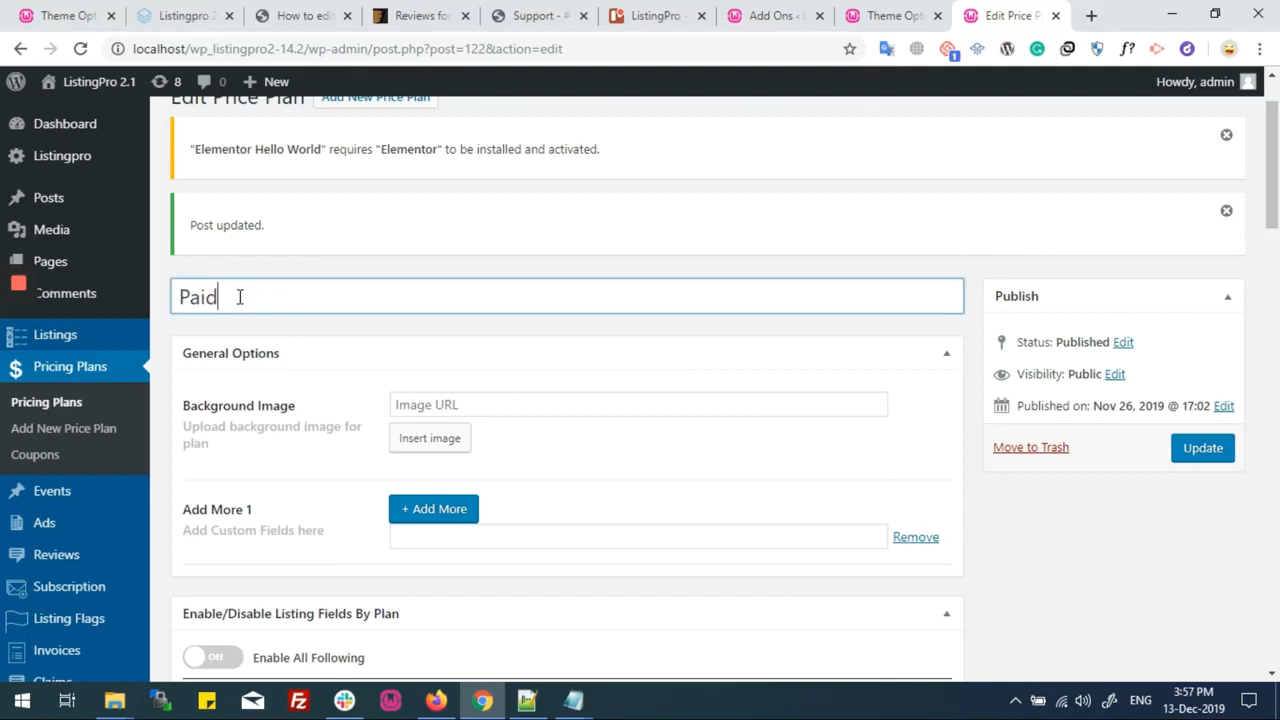 Theme Opti
Listingpro 2
How to edi
Reviews for
Support - #
ListingPro -
Add Ons ‹ L
Theme Opti
Edit Price P
localhost/wp_listingpro2-14.2/wp-admin/post.php?post=122&action=edit
ListingPro 2.1
8
0
New
Howdy, admin
Dashboard
Listingpro
Posts
Media
Pages
Comments
Listings
Pricing Plans
Pricing Plans
Add New Price Plan
Coupons
Events
Ads
Reviews
Subscription
Listing Flags
Invoices
Claims
Edit Price Plan
Add New Price Plan
"Elementor Hello World" requires "Elementor" to be installed and activated.
Post updated.
Paid
General Options
Background Image
Upload background image for
plan
Image URL
Insert image
Add More 1
Add Custom Fields here
+ Add More
Remove
Enable/Disable Listing Fields By Plan
Off
Enable All Following
Publish
Status: Published Edit
Visibility: Public Edit
Published on: Nov 26, 2019 @ 17:02 Edit
Move to Trash
Update
ENG
3:57 PM
13-Dec-2019